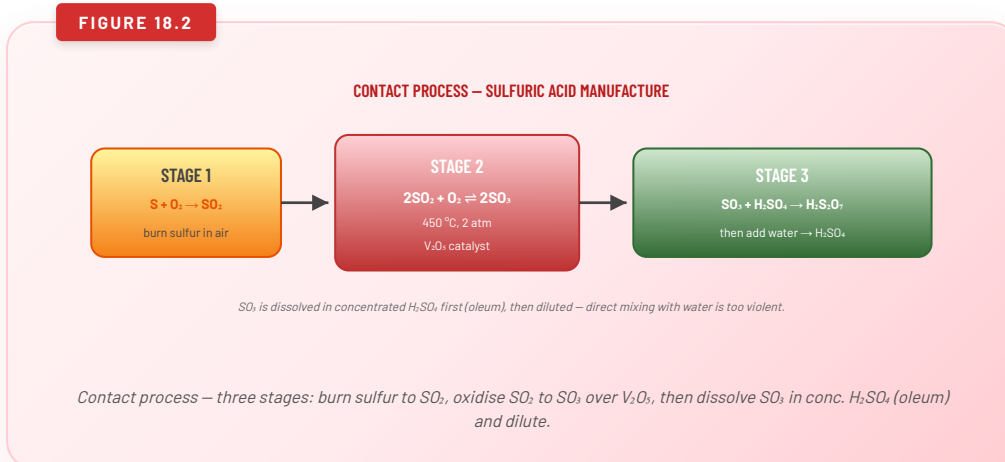 FIGURE 18.2
CONTACT PROCESS — SULFURIC ACID MANUFACTURE
STAGE 1
S + O₂ → SO₂
burn sulfur in air
STAGE 2
2SO₂ + O₂ ⇌ 2SO₃
450 °C, 2 atm
V₂O₅ catalyst
STAGE 3
SO₃ + H₂SO₄ → H₂S₂O₇
then add water → H₂SO₄
SO₃ is dissolved in concentrated H₂SO₄ first (oleum), then diluted — direct mixing with water is too violent.
Contact process — three stages: burn sulfur to SO₂, oxidise SO₂ to SO₃ over V₂O₅, then dissolve SO₃ in conc. H₂SO₄ (oleum)
and dilute.